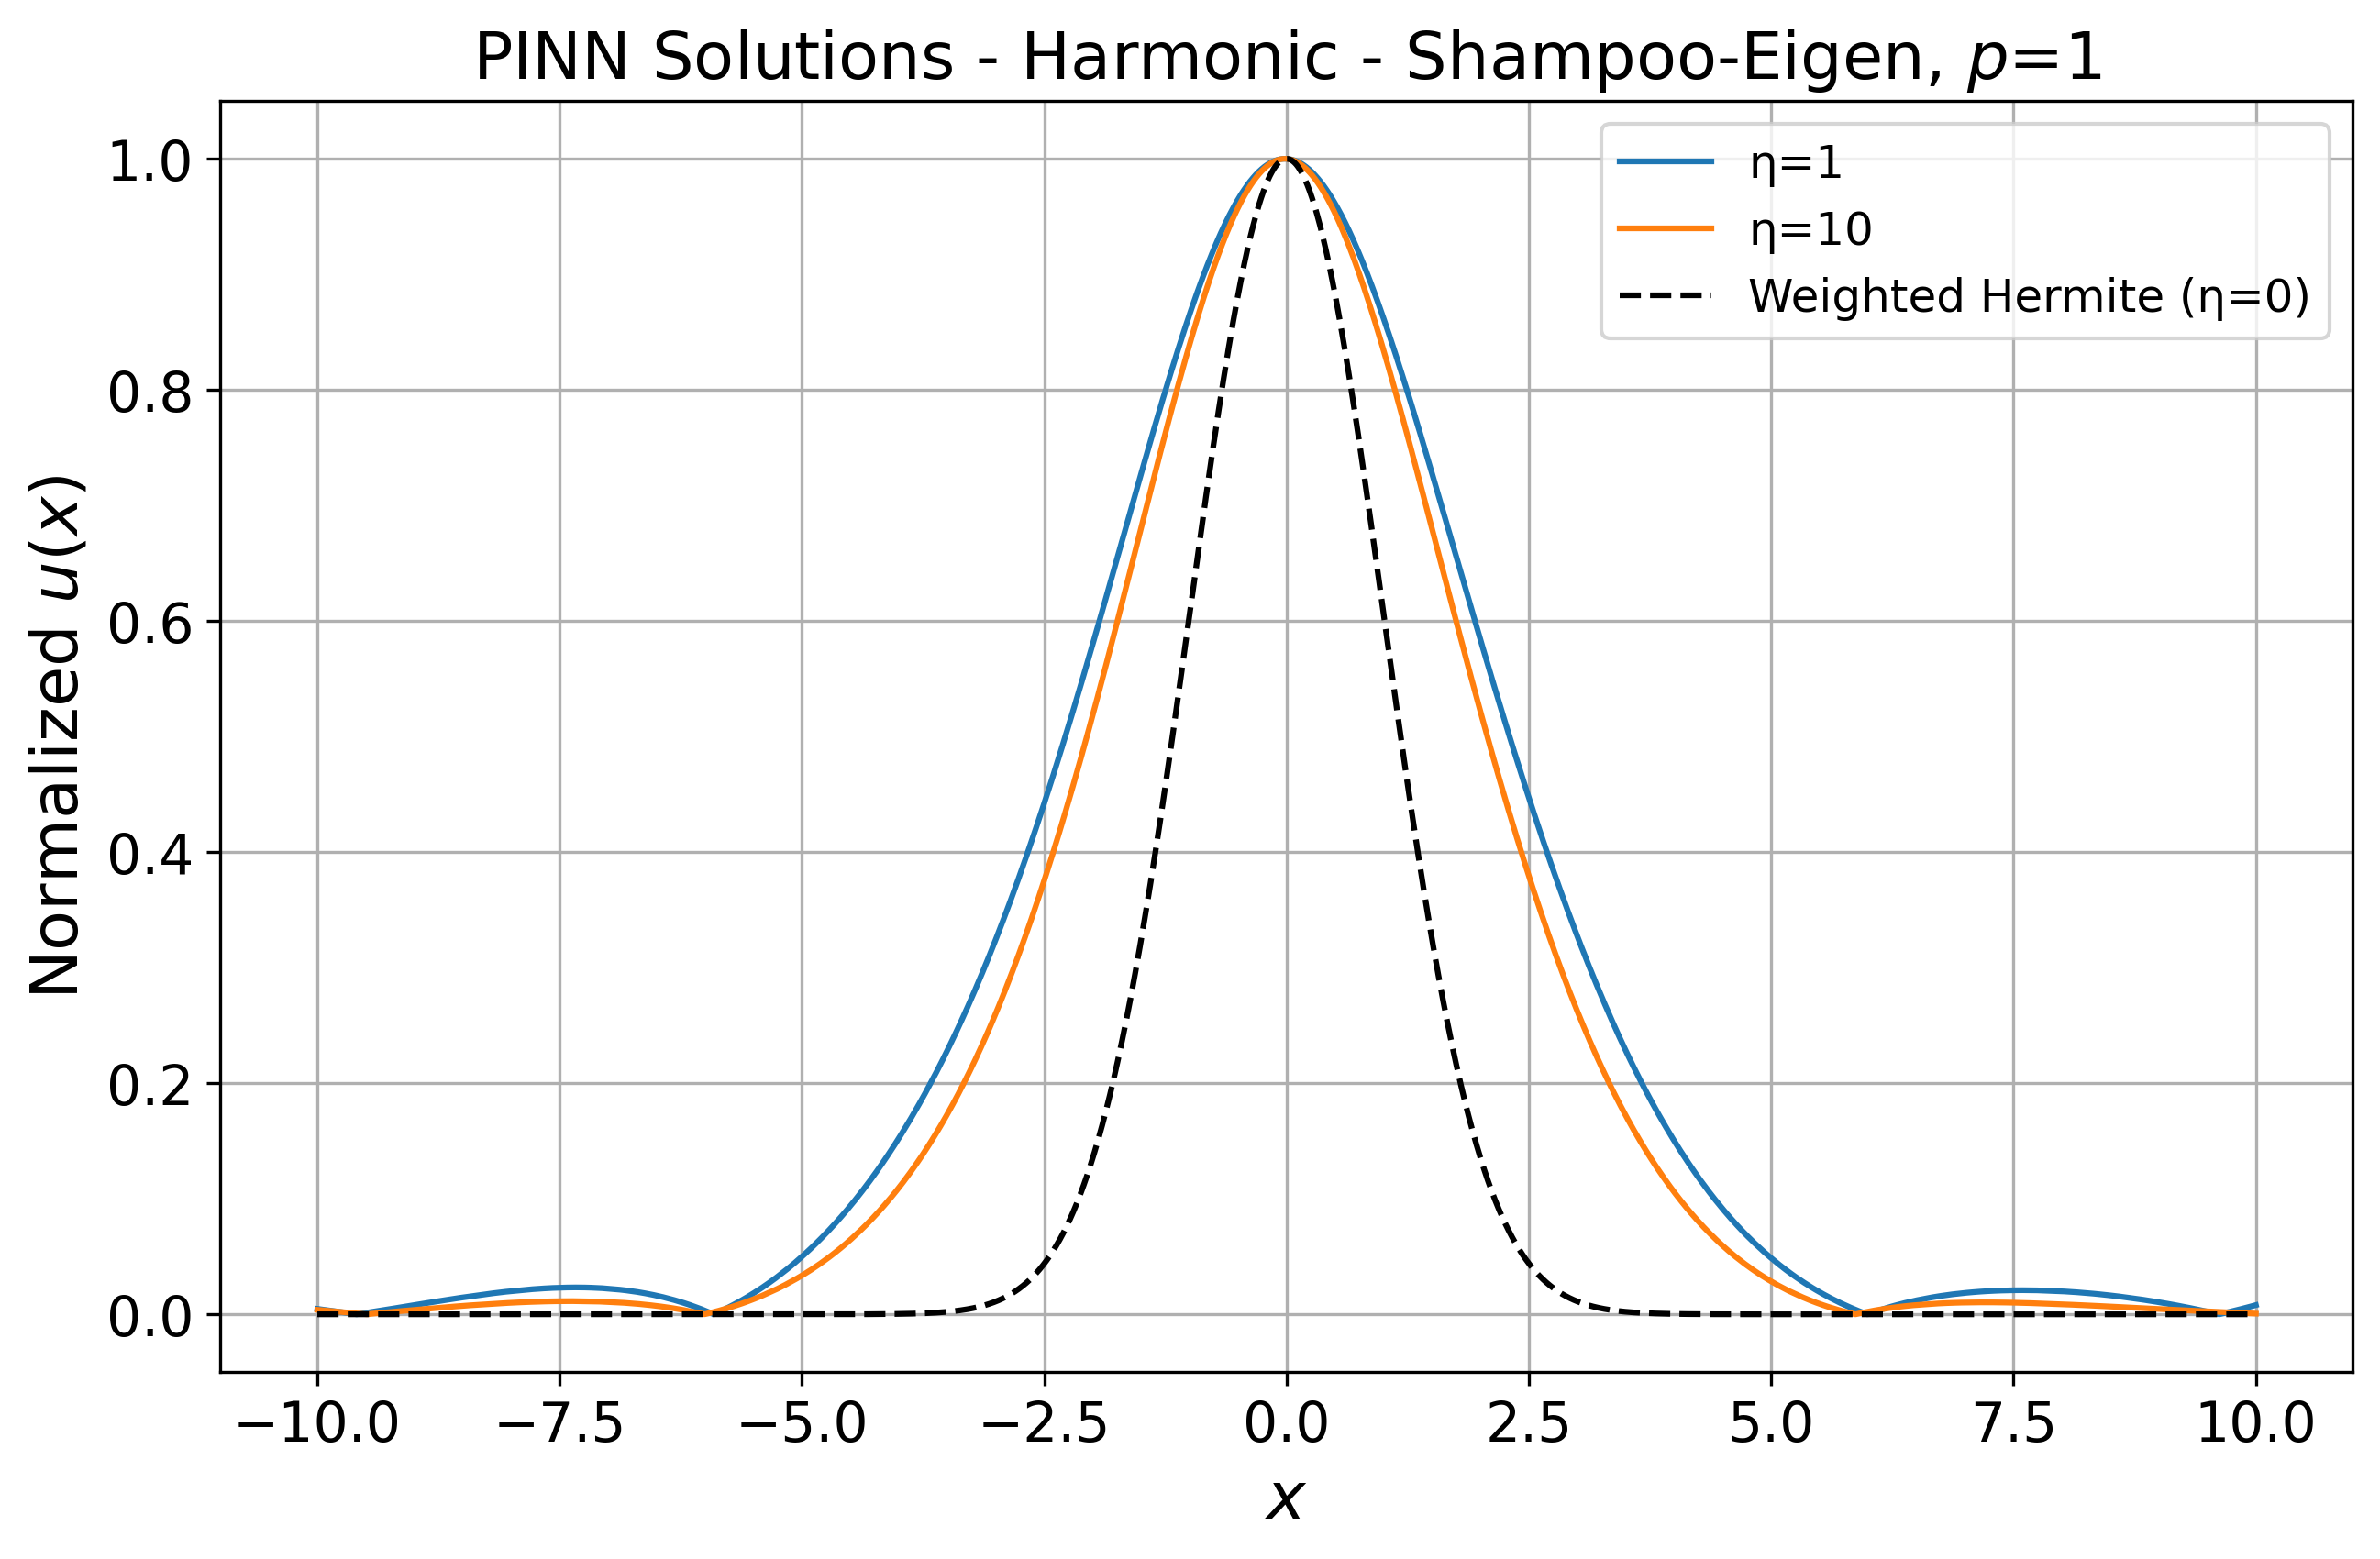 PINN Solutions - Harmonic - Shampoo-Eigen, p=1
Normalized u(x)
1.0
0.8
0.6
0.4
0.2
0.0
η=1
η=10
Weighted Hermite (η=0)
−10.0 −7.5 −5.0 −2.5 0.0 2.5 5.0 7.5 10.0
x